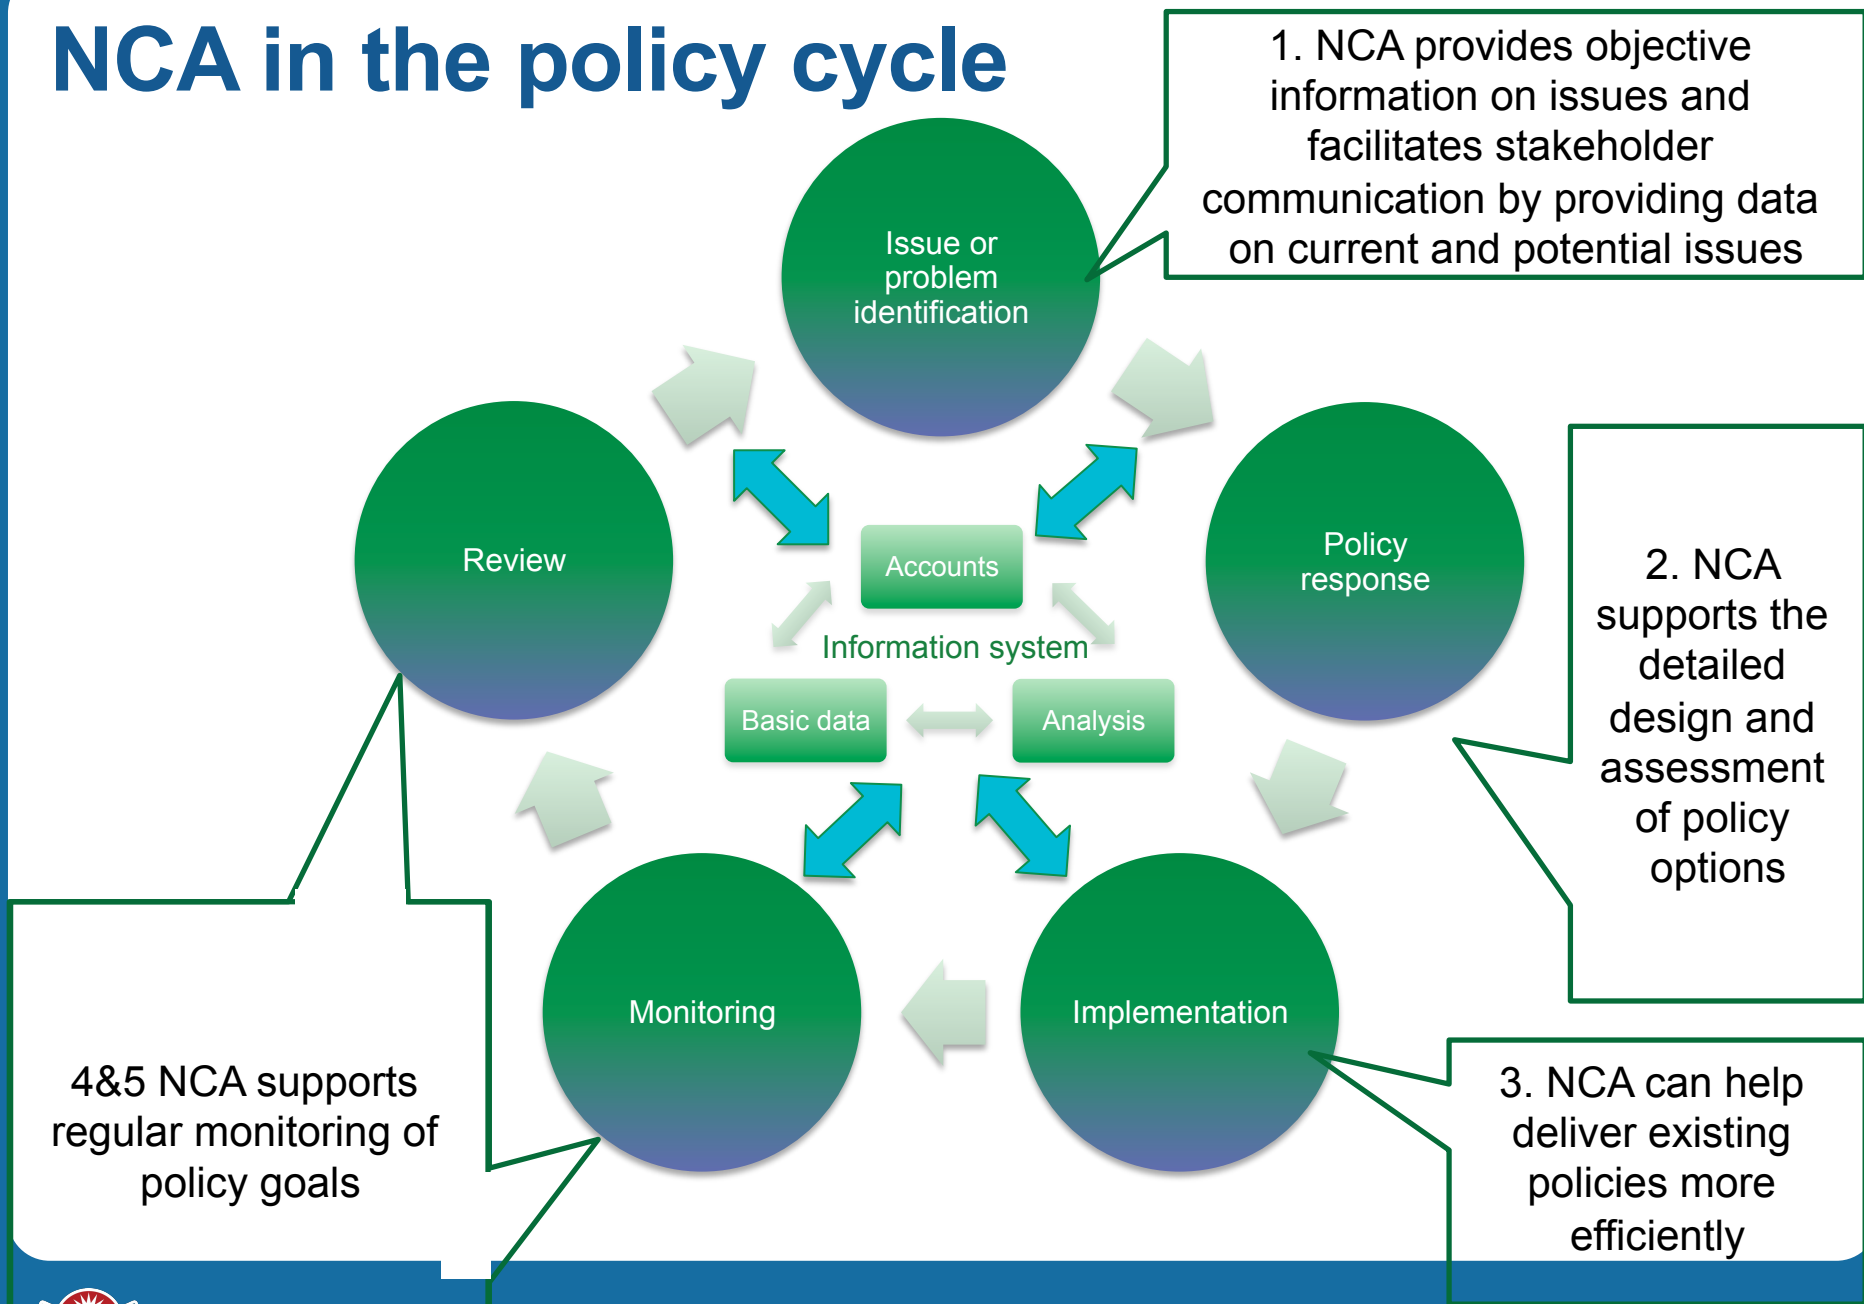 NCA in the policy cycle
1. NCA provides objective
information on issues and
facilitates stakeholder
communication by providing data
on current and potential issues
Issue or
problem
identification
Review
Accounts
Policy
response
Information system
Basic data
Analysis
2. NCA
supports the
detailed
design and
assessment
of policy
options
Monitoring
Implementation
4&5 NCA supports
regular monitoring of
policy goals
3. NCA can help
deliver existing
policies more
efficiently